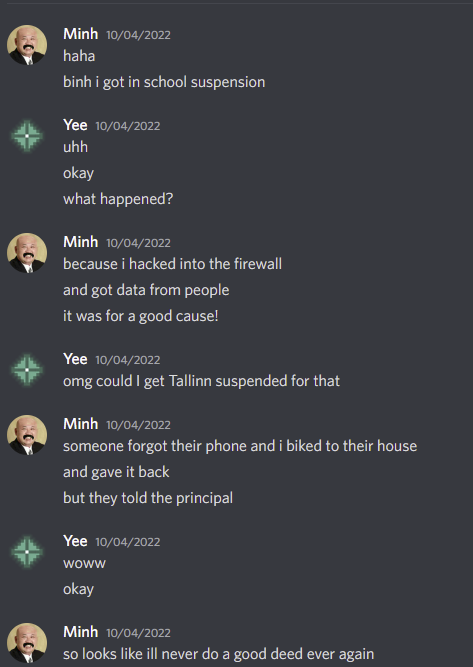 Minh 10/04/2022
haha
binh i got in school suspension
Yee 10/04/2022
uhh
okay
what happened?
Minh 10/04/2022
because i hacked into the firewall
and got data from people
it was for a good cause!
Yee 10/04/2022
omg could I get Tallinn suspended for that
Minh 10/04/2022
someone forgot their phone and i biked to their house
and gave it back
but they told the principal
Yee 10/04/2022
woww
okay
Minh 10/04/2022
so looks like ill never do a good deed ever again